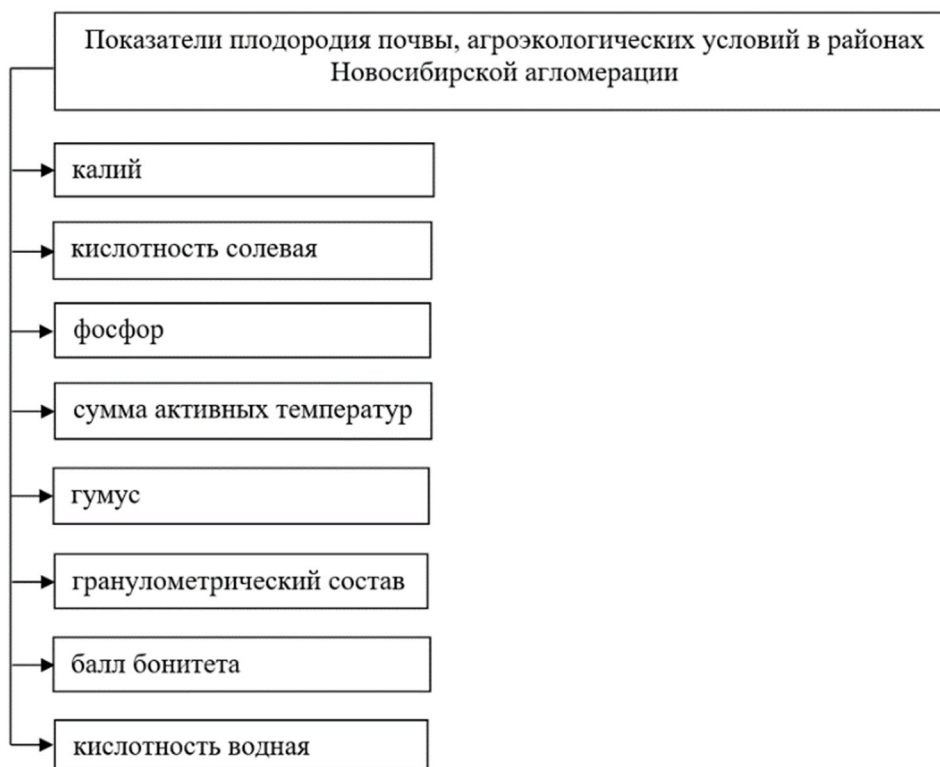 Показатели плодородия почвы, агроэкологических условий в районах
Новосибирской агломерации
калий
кислотность солевая
фосфор
сумма активных температур
гумус
гранулометрический состав
балл бонитета
кислотность водная